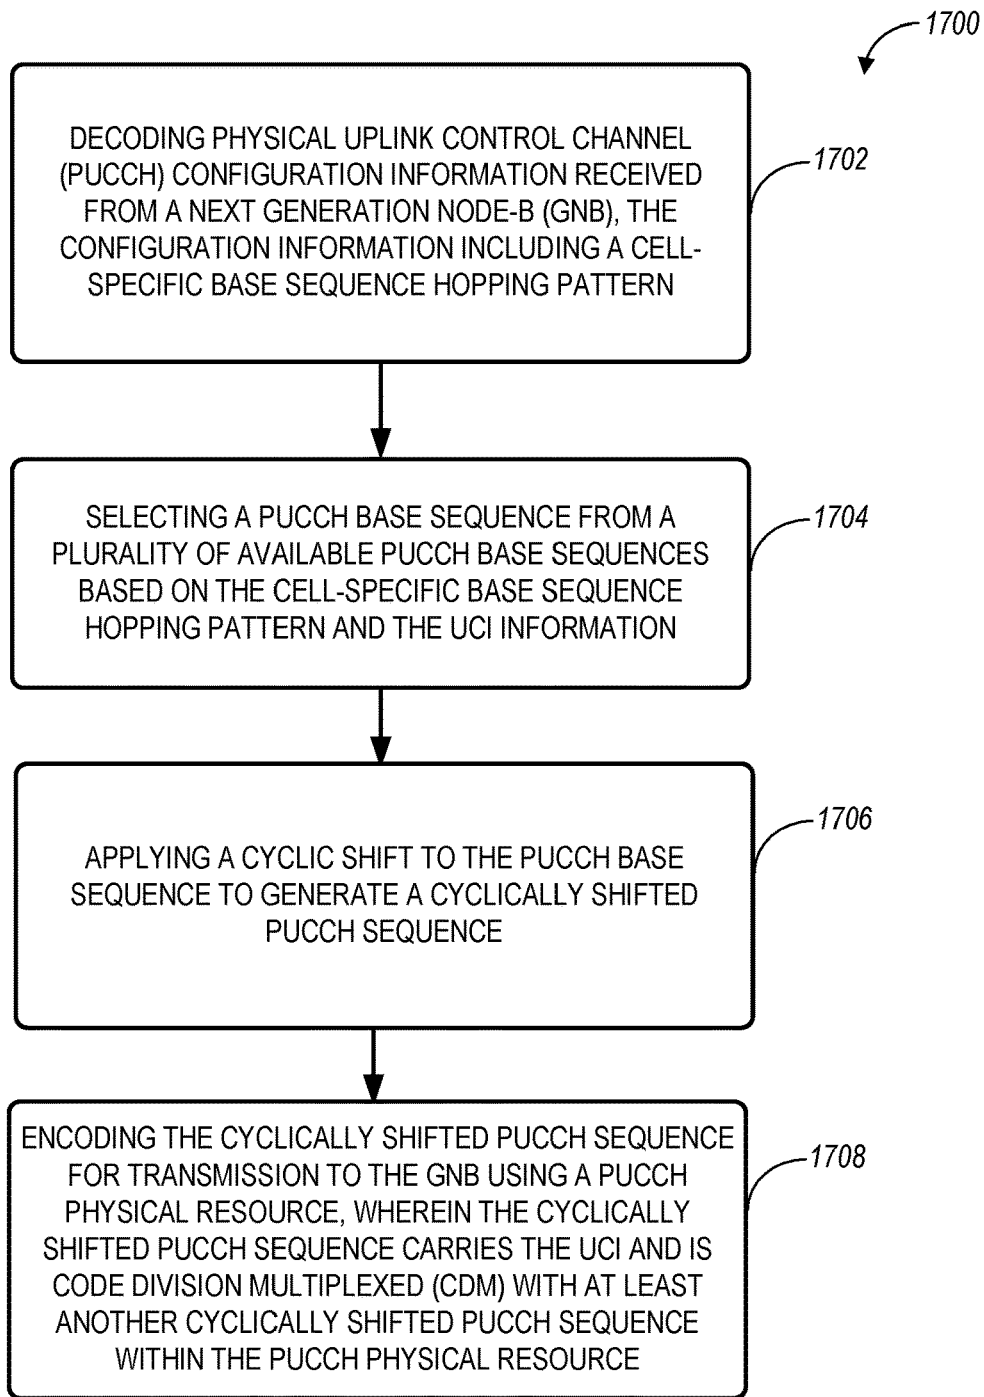 1700
DECODING PHYSICAL UPLINK CONTROL CHANNEL
(PUCCH) CONFIGURATION INFORMATION RECEIVED
FROM A NEXT GENERATION NODE-B (GNB), THE
CONFIGURATION INFORMATION INCLUDING A CELL-
SPECIFIC BASE SEQUENCE HOPPING PATTERN
1702
SELECTING A PUCCH BASE SEQUENCE FROM A
PLURALITY OF AVAILABLE PUCCH BASE SEQUENCES
BASED ON THE CELL-SPECIFIC BASE SEQUENCE
HOPPING PATTERN AND THE UCI INFORMATION
1704
APPLYING A CYCLIC SHIFT TO THE PUCCH BASE
SEQUENCE TO GENERATE A CYCLICALLY SHIFTED
PUCCH SEQUENCE
1706
ENCODING THE CYCLICALLY SHIFTED PUCCH SEQUENCE
FOR TRANSMISSION TO THE GNB USING A PUCCH
PHYSICAL RESOURCE, WHEREIN THE CYCLICALLY
SHIFTED PUCCH SEQUENCE CARRIES THE UCI AND IS
CODE DIVISION MULTIPLEXED (CDM) WITH AT LEAST
ANOTHER CYCLICALLY SHIFTED PUCCH SEQUENCE
WITHIN THE PUCCH PHYSICAL RESOURCE
1708